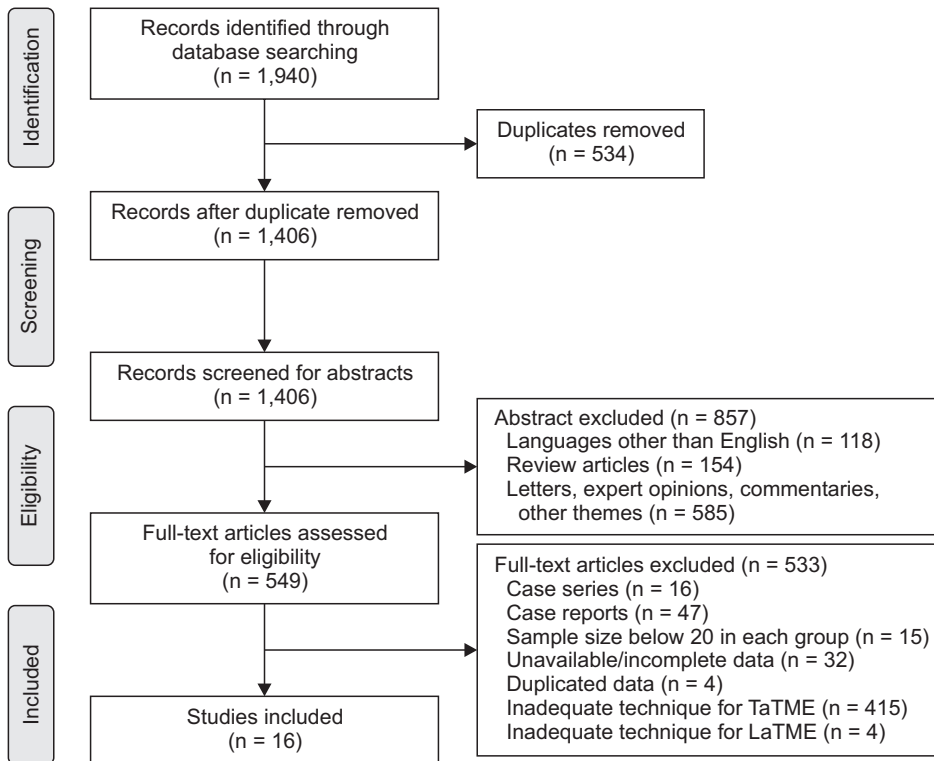 Identification
Records identified through
database searching
(n = 1,940)
Duplicates removed
(n = 534)
Screening
Records after duplicate removed
(n = 1,406)
Records screened for abstracts
(n = 1,406)
Eligibility
Abstract excluded (n = 857)
Languages other than English (n = 118)
Review articles (n = 154)
Letters, expert opinions, commentaries,
other themes (n = 585)
Full-text articles assessed
for eligibility
(n = 549)
Included
Full-text articles excluded (n = 533)
Case series (n = 16)
Case reports (n = 47)
Sample size below 20 in each group (n = 15)
Unavailable/incomplete data (n = 32)
Duplicated data (n = 4)
Inadequate technique for TaTME (n = 415)
Inadequate technique for LaTME (n = 4)
Studies included
(n = 16)